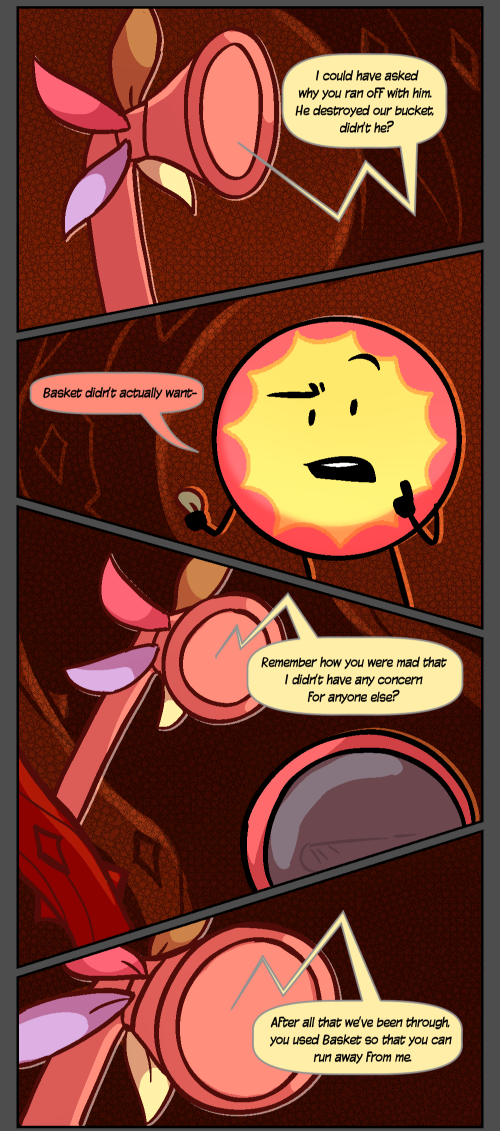 I could have asked
why you ran off with him.
He destroyed our bucket,
didn't he?
Basket didn't actually want-
Remember how you were mad that
I didn't have any concern
for anyone else?
After all that we've been through,
you used Basket so that you can
run away from me.